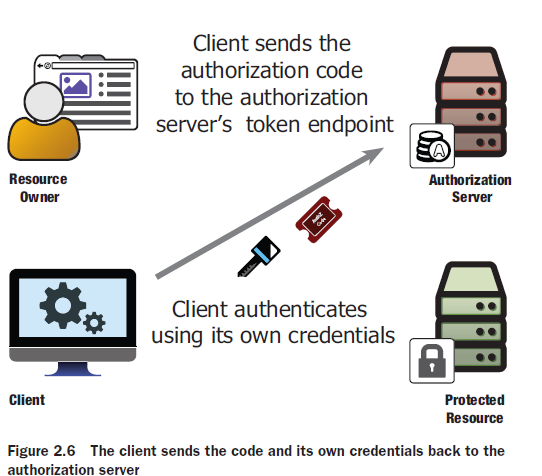 Client sends the
authorization code
to the authorization
server's token endpoint
Resource
Owner
A
Authorization
Server
AuthZ
Code
Client authenticates
using its own credentials
Client
Protected
Resource
Figure 2.6 The client sends the code and its own credentials back to the
authorization server